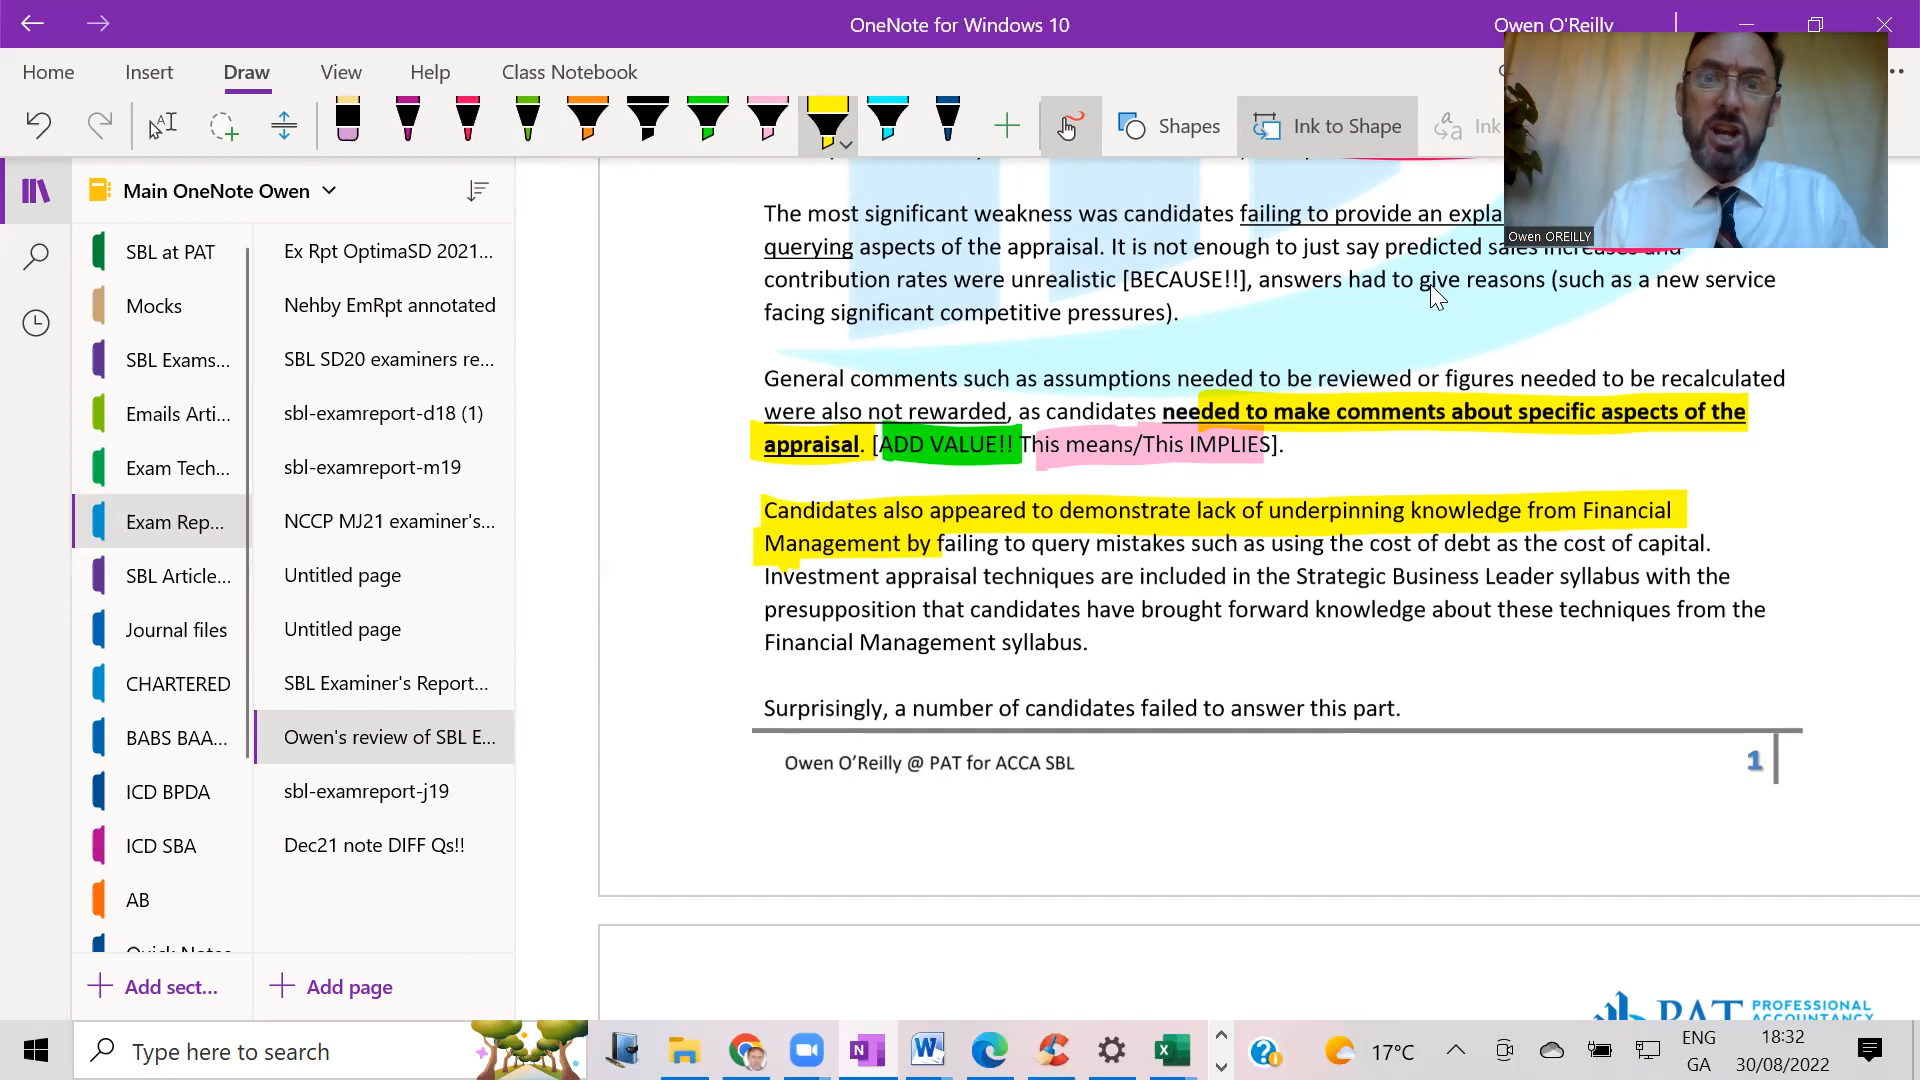 OneNote for Windows 10
Owen O'Reilly
Home Insert Draw View Help Class Notebook
Shapes Ink to Shape Ink
Main OneNote Owen
SBL at PAT
Mocks
SBL Exams...
Emails Arti...
Exam Tech...
Exam Rep...
SBL Article...
Journal files
CHARTERED
BABS BAA...
ICD BPDA
ICD SBA
AB
Quick Notes
Add sect...
Ex Rpt OptimaSD 2021...
Nehby EmRpt annotated
SBL SD20 examiners re...
sbl-examreport-d18 (1)
sbl-examreport-m19
NCCP MJ21 examiner's...
Untitled page
Untitled page
SBL Examiner's Report...
Owen's review of SBL E...
sbl-examreport-j19
Dec21 note DIFF Qs!!
Add page
The most significant weakness was candidates failing to provide an expla
querying aspects of the appraisal. It is not enough to just say predicted sales increases and
contribution rates were unrealistic [BECAUSE!!], answers had to give reasons (such as a new service
facing significant competitive pressures).
General comments such as assumptions needed to be reviewed or figures needed to be recalculated
were also not rewarded, as candidates needed to make comments about specific aspects of the
appraisal. [ADD VALUE!! This means/This IMPLIES].
Candidates also appeared to demonstrate lack of underpinning knowledge from Financial
Management by failing to query mistakes such as using the cost of debt as the cost of capital.
Investment appraisal techniques are included in the Strategic Business Leader syllabus with the
presupposition that candidates have brought forward knowledge about these techniques from the
Financial Management syllabus.
Surprisingly, a number of candidates failed to answer this part.
Owen O'Reilly @ PAT for ACCA SBL
1
PAT PROFESSIONAL
ACCOUNTANCY
Owen OREILLY
Type here to search
17°C
ENG
GA
18:32
30/08/2022